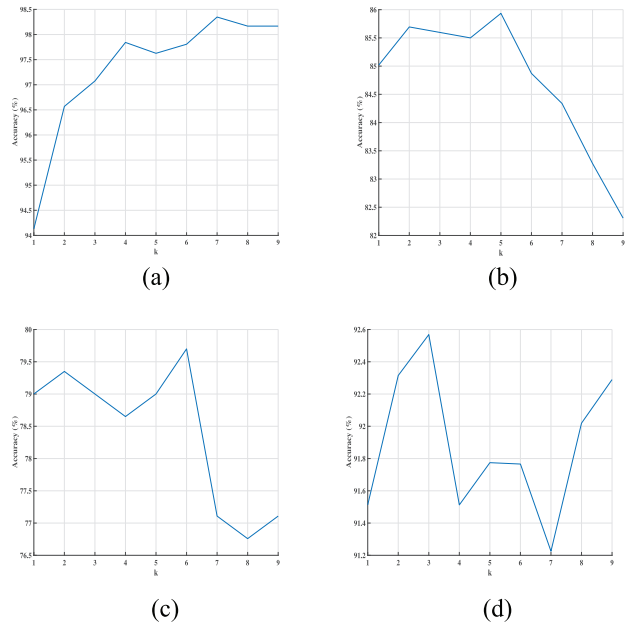 98.5
98
97.5
97
96.5
96
95.5
95
94.5
94
Accuracy (%)
1 2 3 4 5 6 7 8 9
k
(a)
86
85.5
85
84.5
84
83.5
83
82.5
82
Accuracy (%)
1 2 3 4 5 6 7 8 9
k
(b)
80
79.5
79
78.5
78
77.5
77
76.5
Accuracy (%)
1 2 3 4 5 6 7 8 9
k
(c)
92.6
92.4
92.2
92
91.8
91.6
91.4
91.2
Accuracy (%)
1 2 3 4 5 6 7 8 9
k
(d)